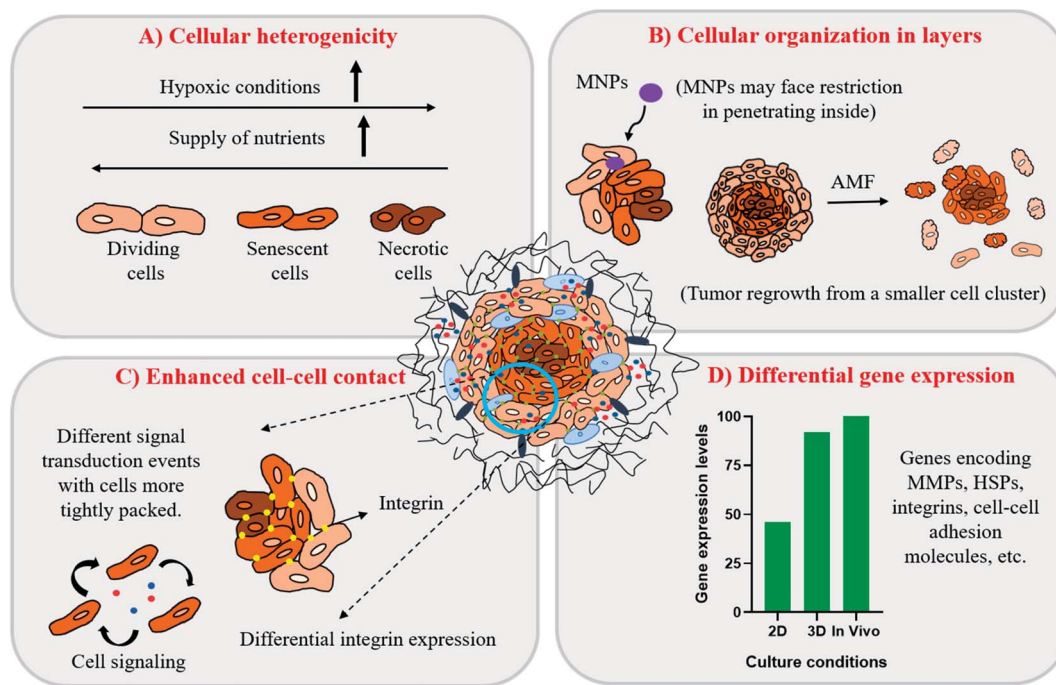 A) Cellular heterogenicity
Hypoxic conditions
Supply of nutrients
Dividing
cells
Senescent
cells
Necrotic
cells
B) Cellular organization in layers
MNPs
(MNPs may face restriction
in penetrating inside)
AMF
(Tumor regrowth from a smaller cell cluster)
C) Enhanced cell-cell contact
Different signal
transduction events
with cells more
tightly packed.
Integrin
Cell signaling
Differential integrin expression
D) Differential gene expression
Gene expression levels
100
75
50
25
0
2D 3D In Vivo
Culture conditions
Genes encoding
MMPs, HSPs,
integrins, cell-cell
adhesion
molecules, etc.